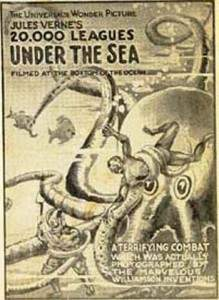 THE UNIVERSAL'S WONDER PICTURE
JULES VERNE'S
20.000 LEAGUES
UNDER THE SEA
FILMED AT THE BOTTOM OF THE OCEAN
A TERRIFYING COMBAT
WHICH WAS ACTUALLY
PHOTOGRAPHED BY
THE MARVELOUS
WILLIAMSON INVENTIONS